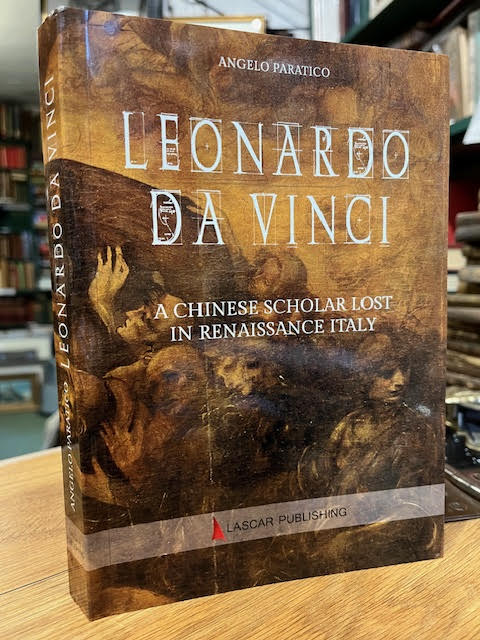 ANGELO PARATICO
LEONARDO
DA VINCI
A CHINESE SCHOLAR LOST
IN RENAISSANCE ITALY
LASCAR PUBLISHING
ANGELO PARATICO LEONARDO DA VINCI